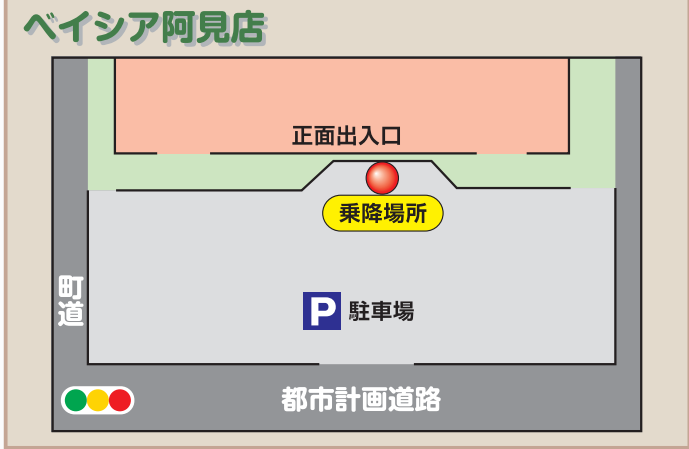 ベイシア阿見店
正面出入口
乗降場所
町道
P 駐車場
都市計画道路